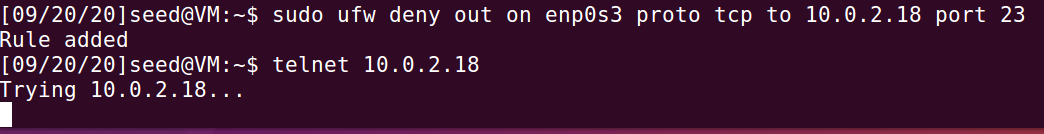 [09/20/20]seed@VM:~$ sudo ufw deny out on enp0s3 proto tcp to 10.0.2.18 port 23
Rule added
[09/20/20]seed@VM:~$ telnet 10.0.2.18
Trying 10.0.2.18...